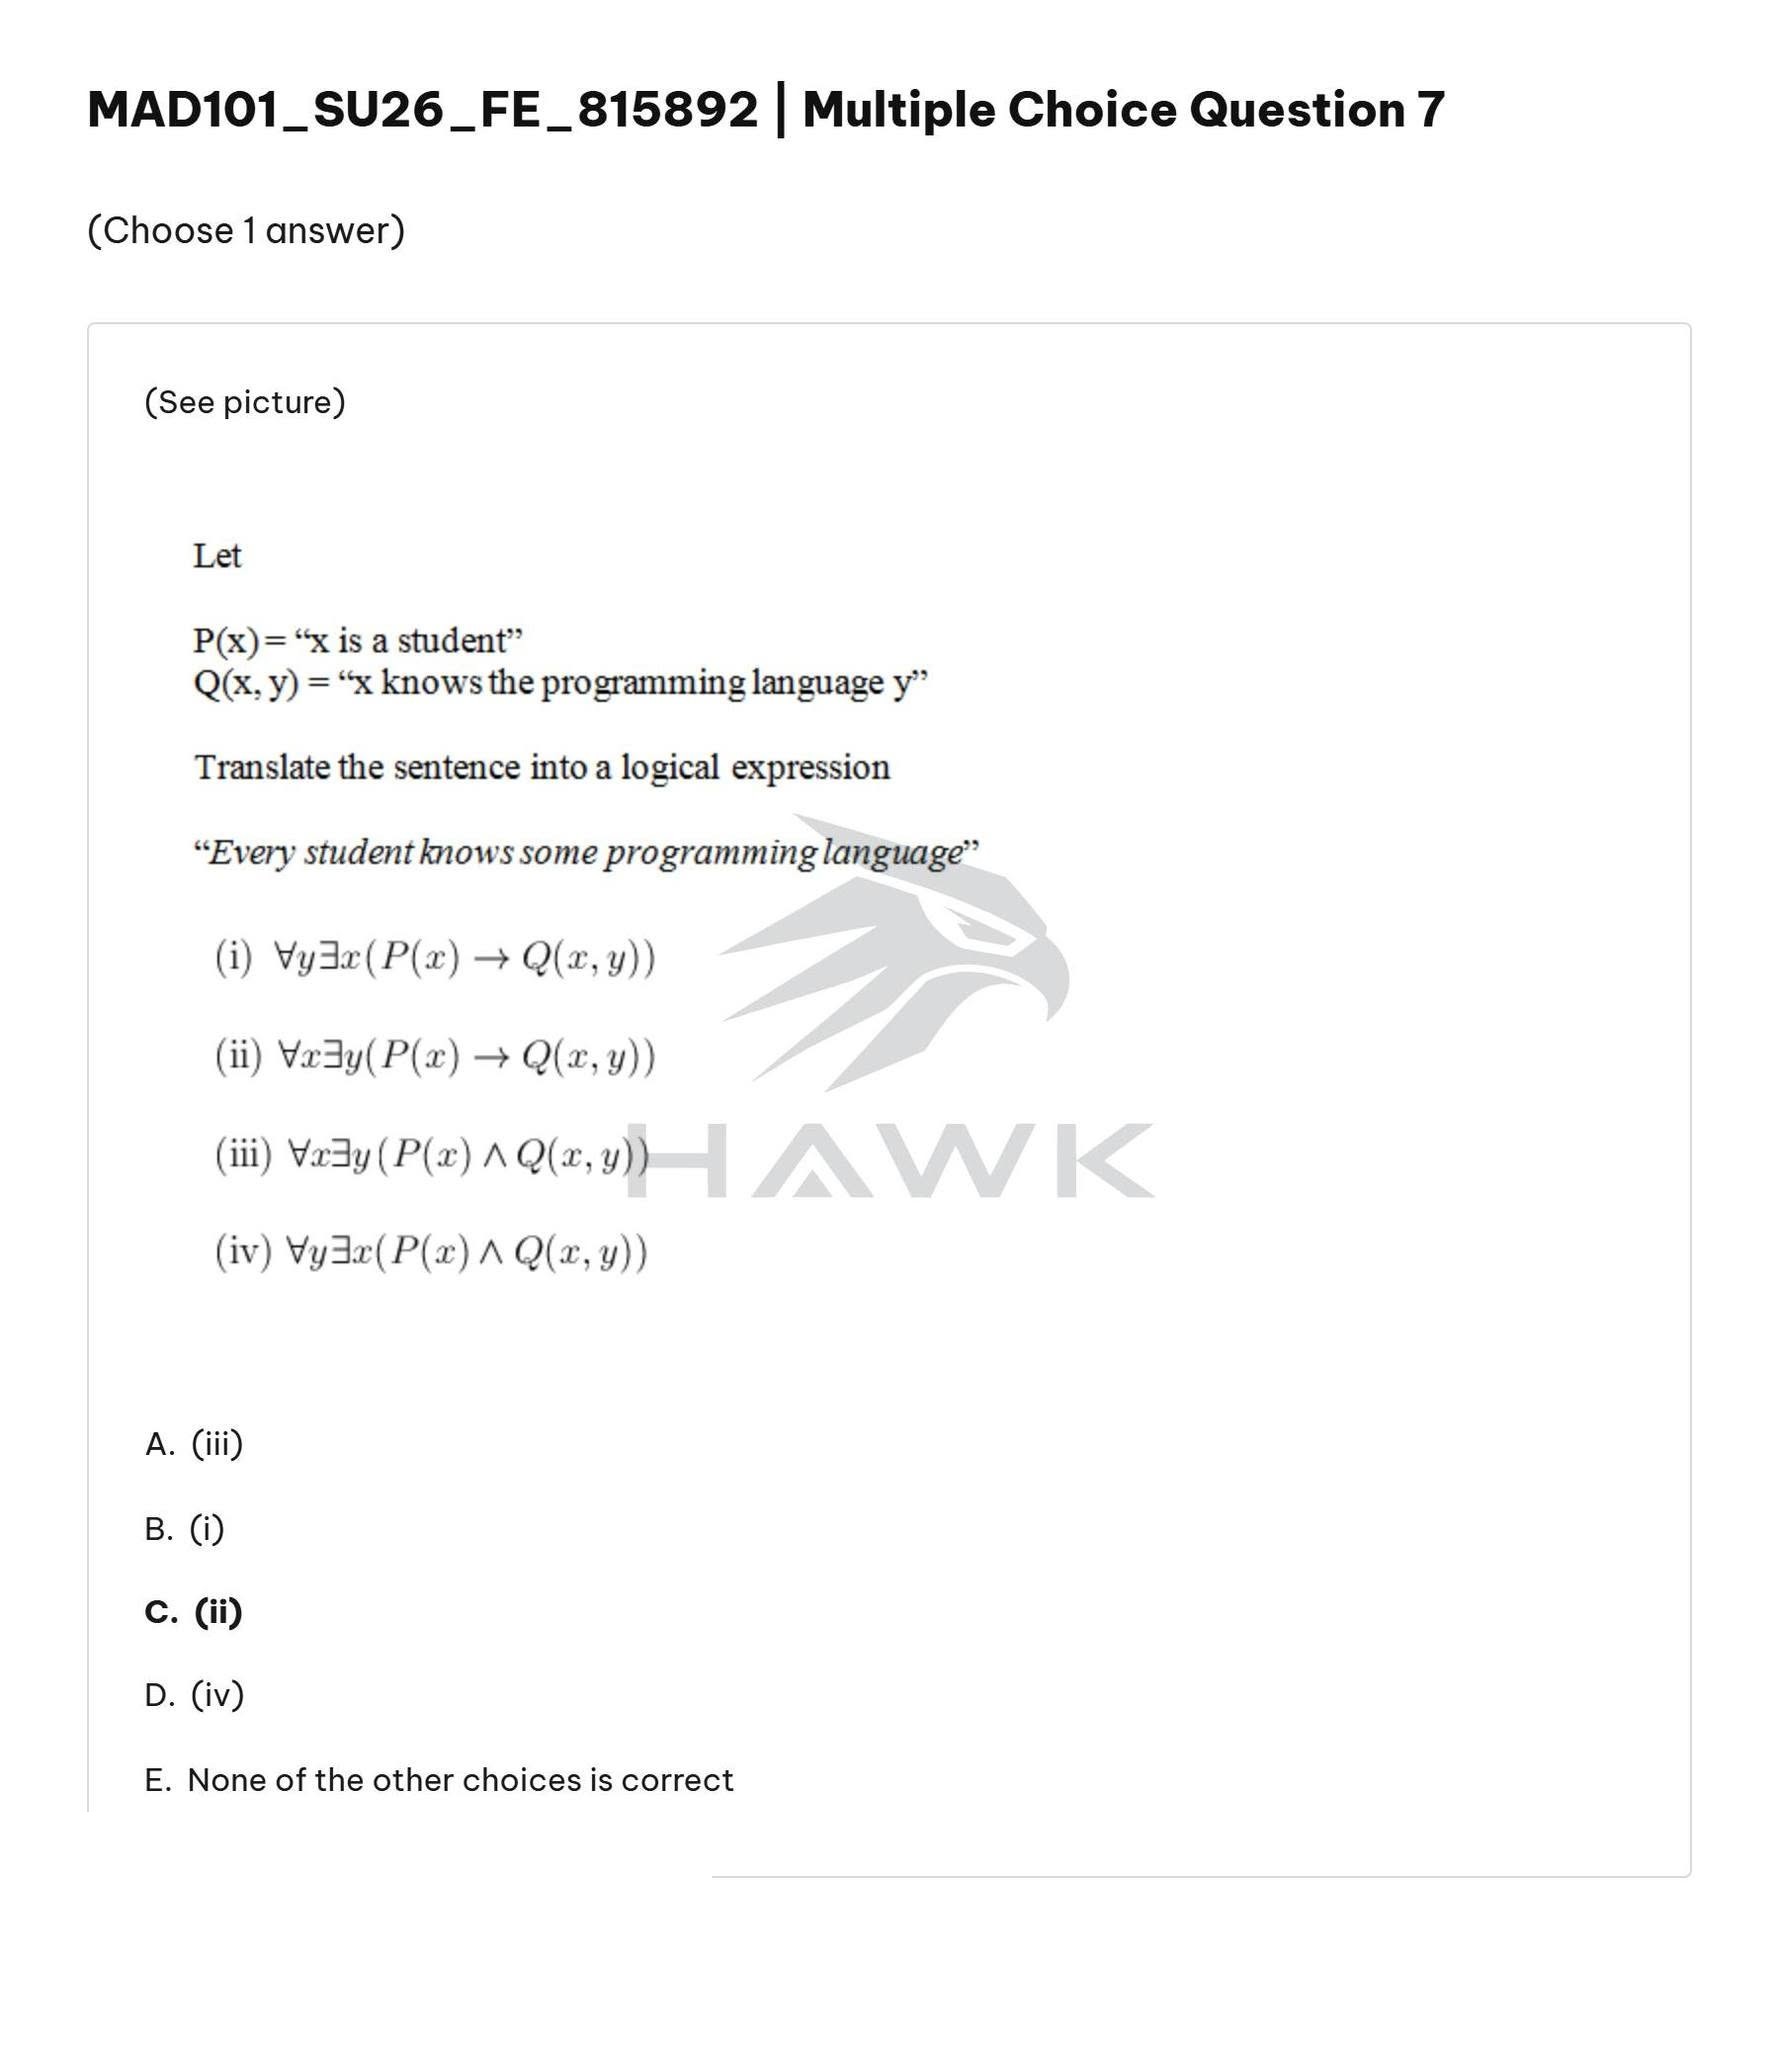 MAD101_SU26_FE_815892 | Multiple Choice Question 7
(Choose 1 answer)
(See picture)
Let
P(x) = “x is a student”
Q(x, y) = “x knows the programming language y”
Translate the sentence into a logical expression
“Every student knows some programming language”
(i) ∀y∃x(P(x) → Q(x, y))
(ii) ∀x∃y(P(x) → Q(x, y))
(iii) ∀x∃y(P(x) ∧ Q(x, y))
HAWK
(iv) ∀y∃x(P(x) ∧ Q(x, y))
A. (iii)
B. (i)
C. (ii)
D. (iv)
E. None of the other choices is correct